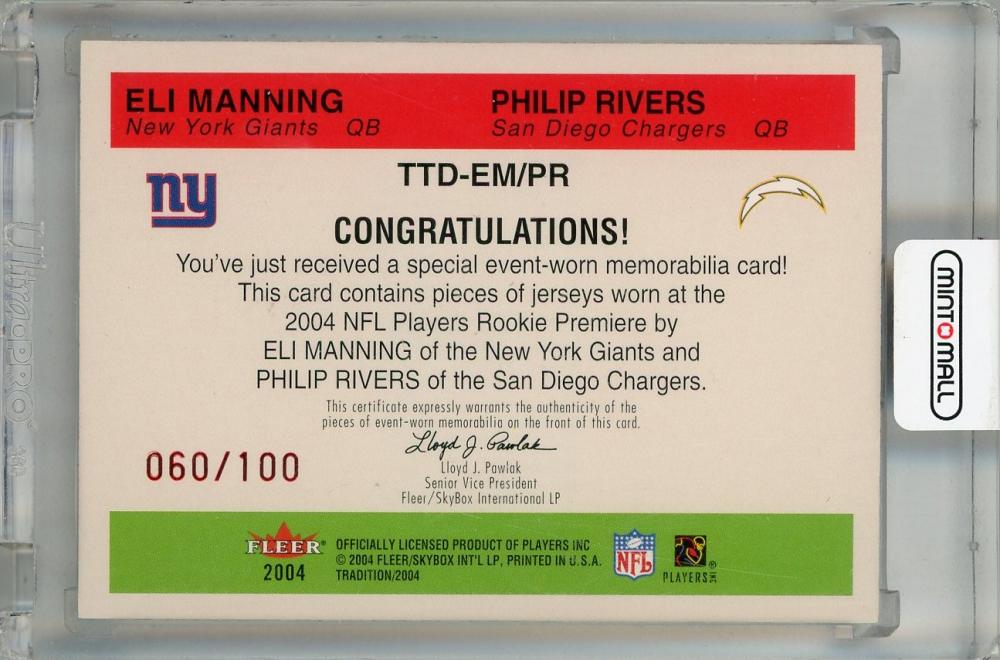 ELI MANNING
New York Giants QB
PHILIP RIVERS
San Diego Chargers QB
ny
TTD-EM/PR
CONGRATULATIONS!
You've just received a special event-worn memorabilia card!
This card contains pieces of jerseys worn at the
2004 NFL Players Rookie Premiere by
ELI MANNING of the New York Giants and
PHILIP RIVERS of the San Diego Chargers.
This certificate expressly warrants the authenticity of the
pieces of event-worn memorabilia on the front of this card.
Lloyd J. Pawlak
Lloyd J. Pawlak
Senior Vice President
Fleer/SkyBox International LP
060/100
FLEER®
2004
OFFICIALLY LICENSED PRODUCT OF PLAYERS INC
© 2004 FLEER/SKYBOX INT'L LP, PRINTED IN U.S.A.
TRADITION/2004
NFL
PLAYERS INC ®
UltraPRO
MINTOMALL